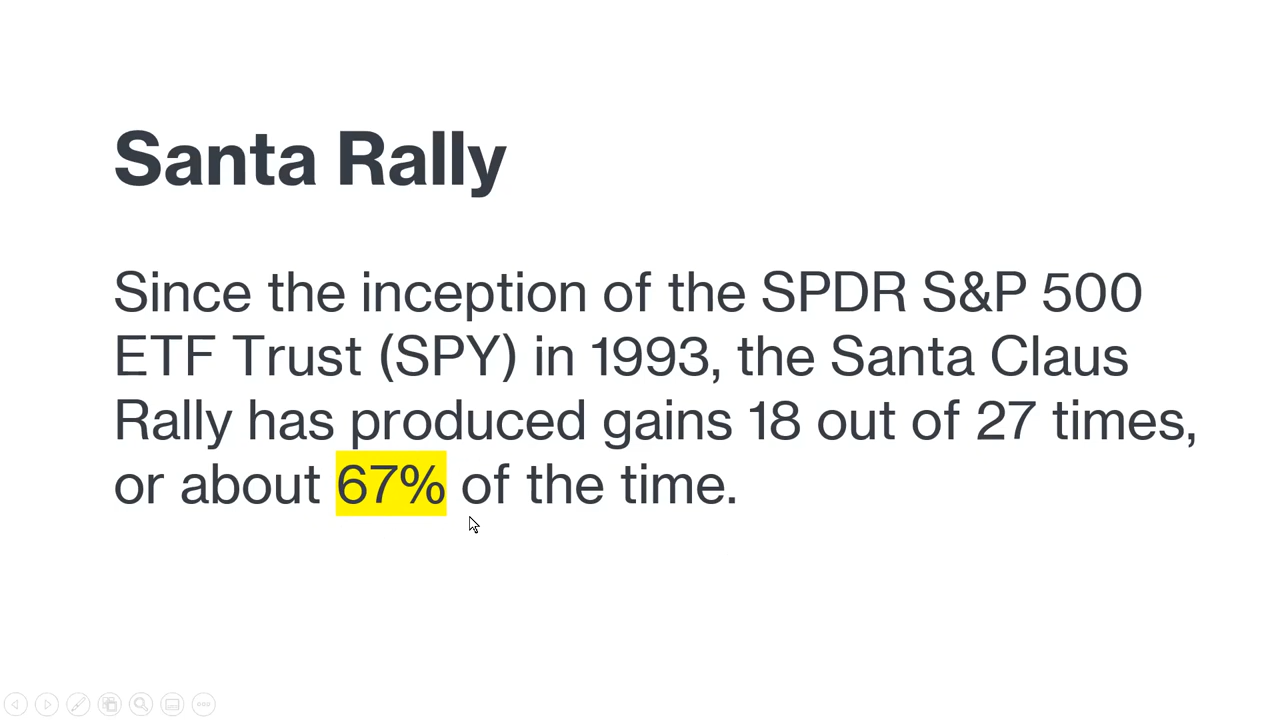 Santa Rally
Since the inception of the SPDR S&P 500
ETF Trust (SPY) in 1993, the Santa Claus
Rally has produced gains 18 out of 27 times,
or about 67% of the time.